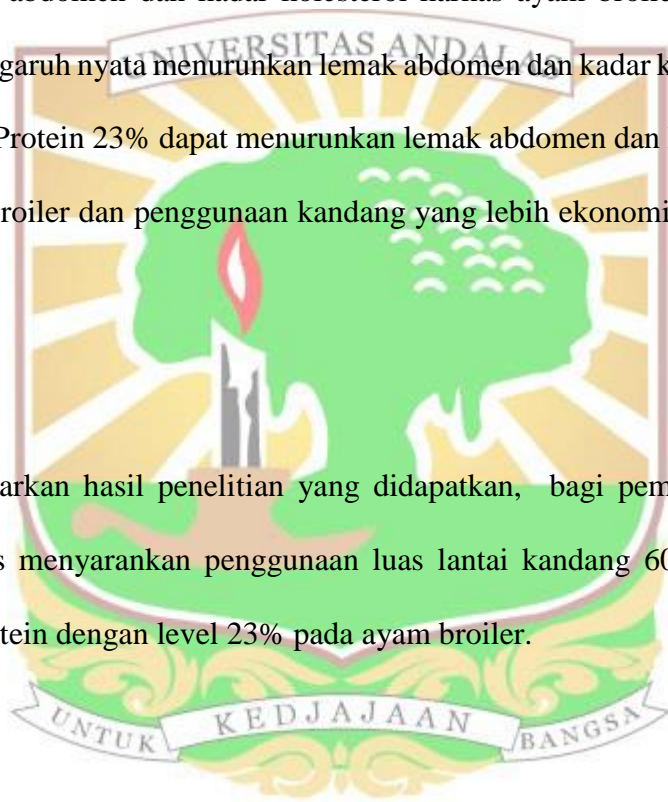 abdomen dan kadar kolesterol karkas ayam broile
UNIVERSITAS ANDALAS
garuh nyata menurunkan lemak abdomen dan kadar k
Protein 23% dapat menurunkan lemak abdomen dan
roiler dan penggunaan kandang yang lebih ekonomi
arkan hasil penelitian yang didapatkan, bagi pem
s menyarankan penggunaan luas lantai kandang 60
tein dengan level 23% pada ayam broiler.
UNTUK KEDJAJAAN BANGSA